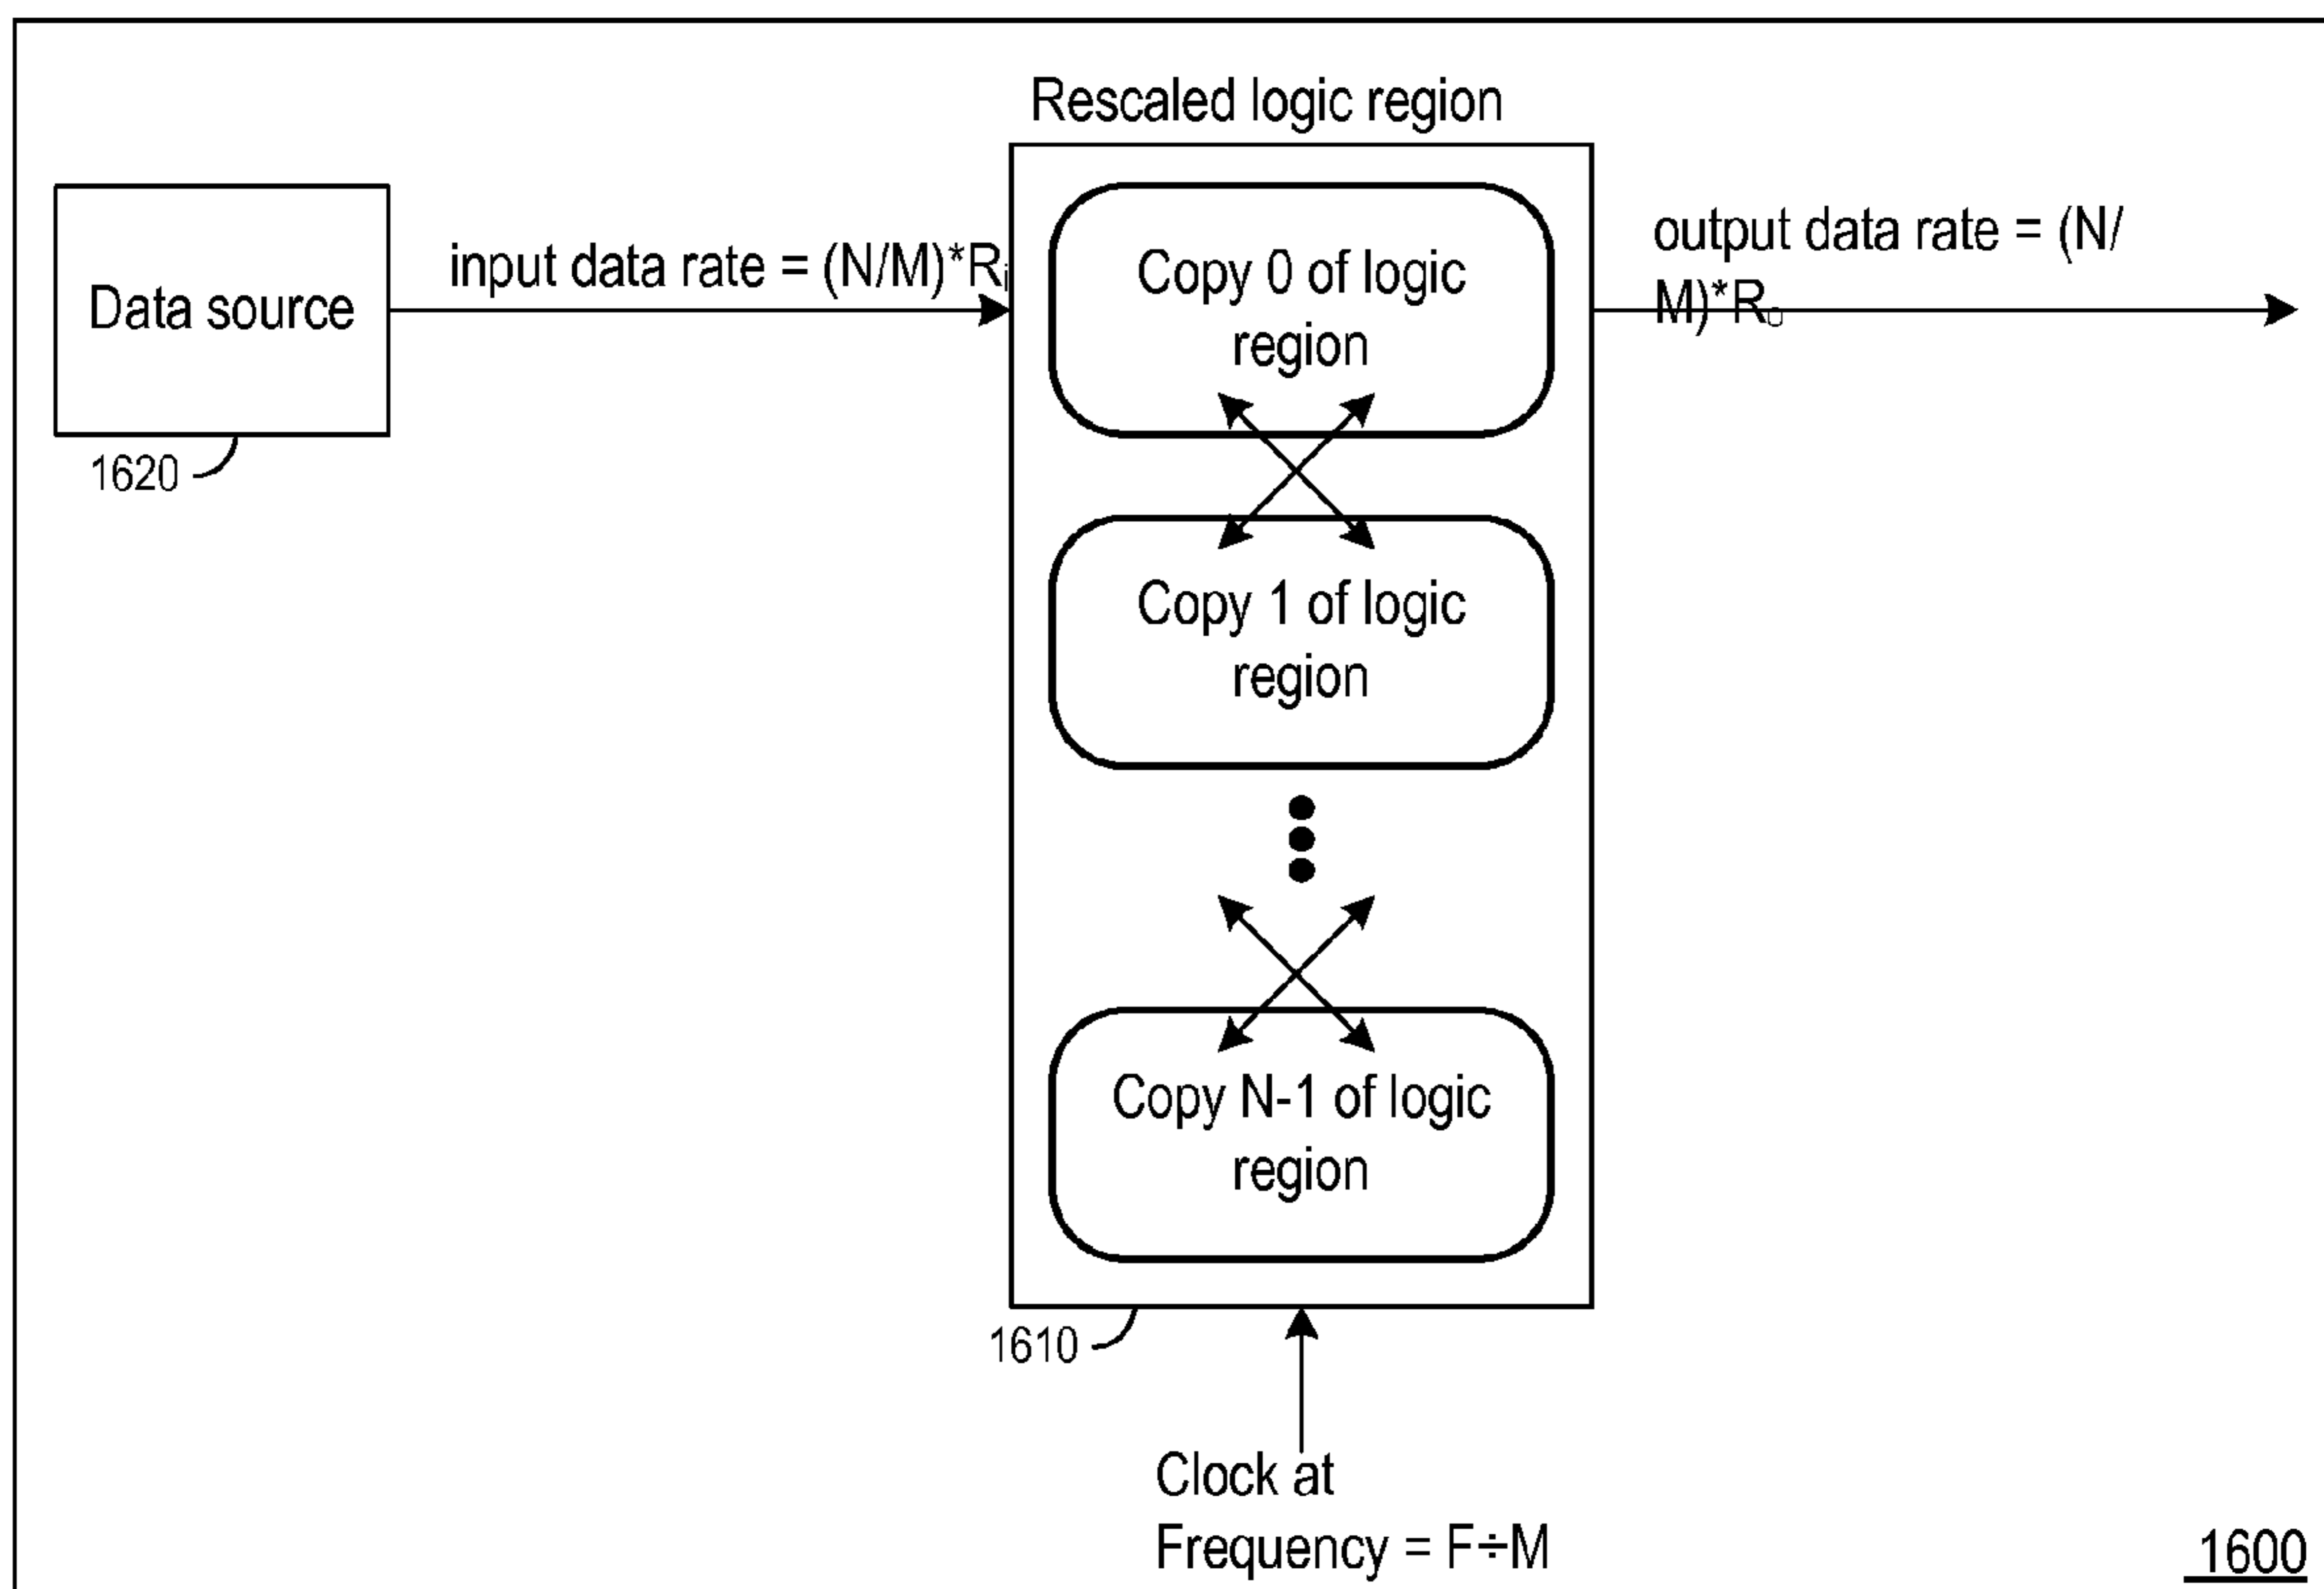 Rescaled logic region
Data source
1620
input data rate = (N/M)*Ri
Copy 0 of logic
region
output data rate = (N/
M)*R0
Copy 1 of logic
region
Copy N-1 of logic
region
1610
Clock at
Frequency = F÷M
1600